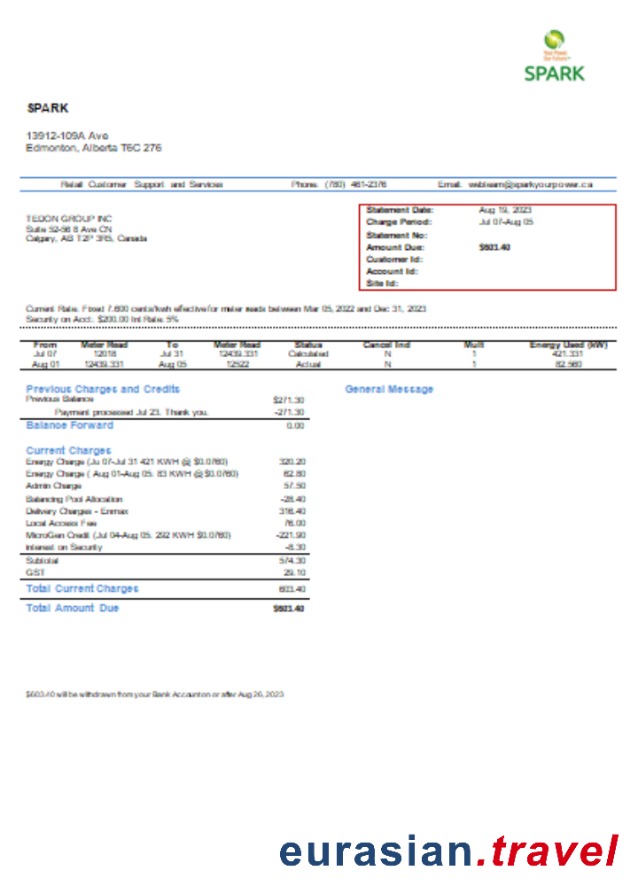 Your Power.
Our Future™
SPARK
SPARK
13912-109A Ave
Edmonton, Alberta T6C 276
Retail Customer Support and Services Phone: (780) 461-2376 Email: webteam@sparkyourpower.ca
TEDON GROUP INC
Suite 52-56 8 Ave CN
Calgary, AB T2P 3R5, Canada
Statement Date: Aug 19, 2023
Charge Period: Jul 07-Aug 05
Statement No:
Amount Due: $603.40
Customer Id:
Account Id:
Site Id:
Current Rate. Fixed 7.600 cents/kwh effective for meter reads between Mar 05, 2022 and Dec 31, 2023
Security on Acct. $200.00 Int Rate. 5%
From Meter Read To Meter Read Status Cancel Ind Mult Energy Used (kW)
Jul 07 12018 Jul 31 12439.331 Calculated N 1 421.331
Aug 01 12439.331 Aug 05 12522 Actual N 1 82.560
Previous Charges and Credits
Previous Balance $271.30
Payment processed Jul 23. Thank you. -271.30
Balance Forward 0.00
General Message
Current Charges
Energy Charge (Ju 07-Jul 31 421 KWH @ $0.0760) 320.20
Energy Charge ( Aug 01-Aug 05. 83 KWH @ $0.0760) 62.80
Admin Charge 57.50
Balancing Pool Allocation -28.40
Delivery Charges - Enmax 316.40
Local Access Fee 76.00
MicroGen Credit (Jul 04-Aug 05. 292 KWH $0.0760) -221.90
Interest on Security -8.30
Subtotal 574.30
GST 29.10
Total Current Charges 603.40
Total Amount Due $603.40
$603.40 will be withdrawn from your Bank Account on or after Aug 26, 2023
eurasian.travel